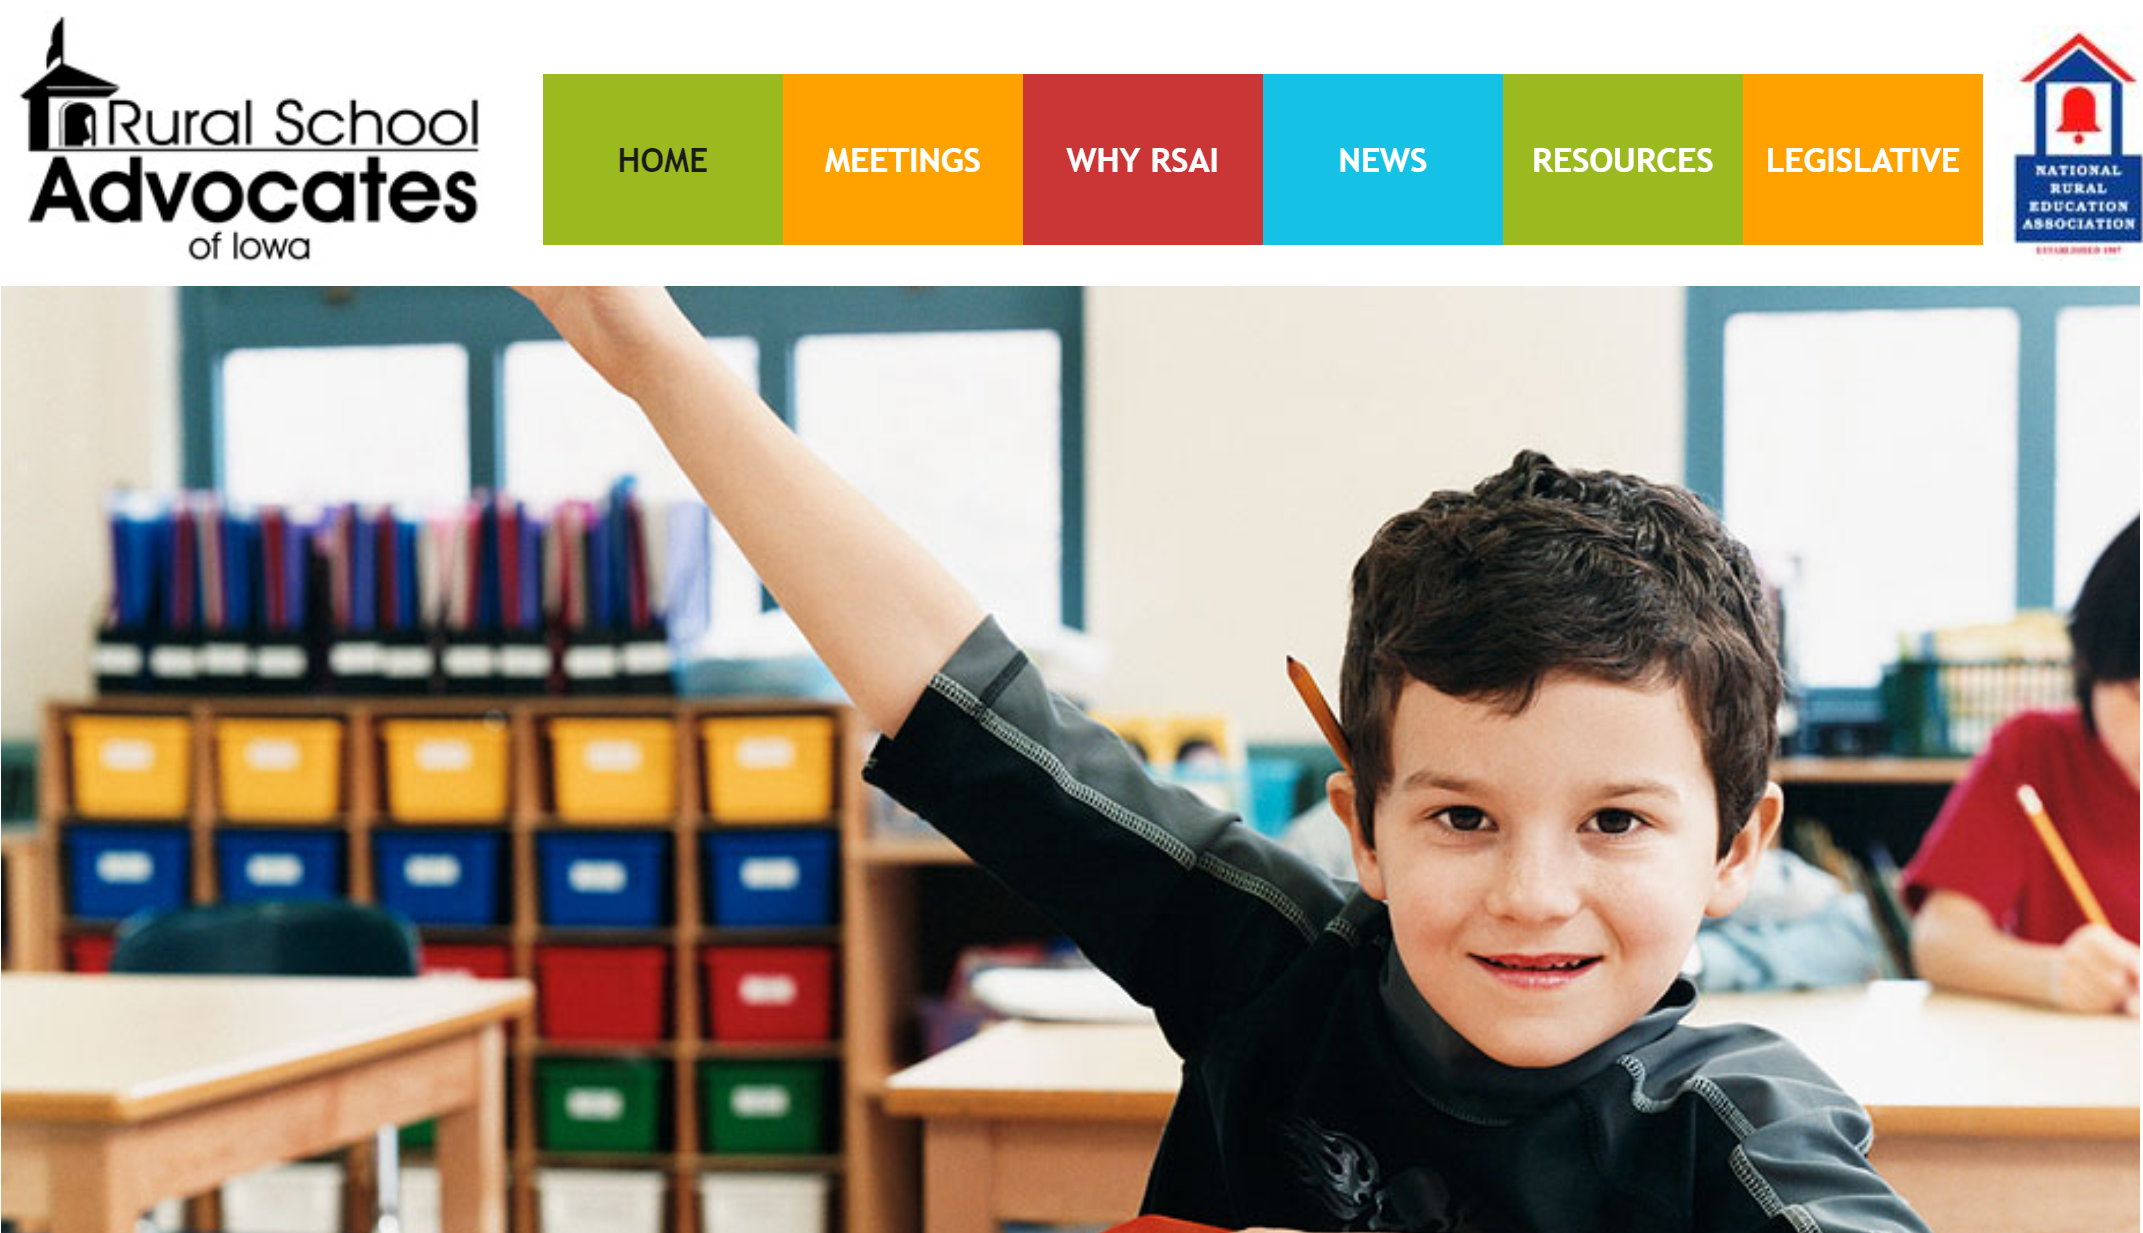 Rural School
Advocates
of Iowa
HOME
MEETINGS
WHY RSAI
NEWS
RESOURCES
LEGISLATIVE
NATIONAL
RURAL
EDUCATION
ASSOCIATION